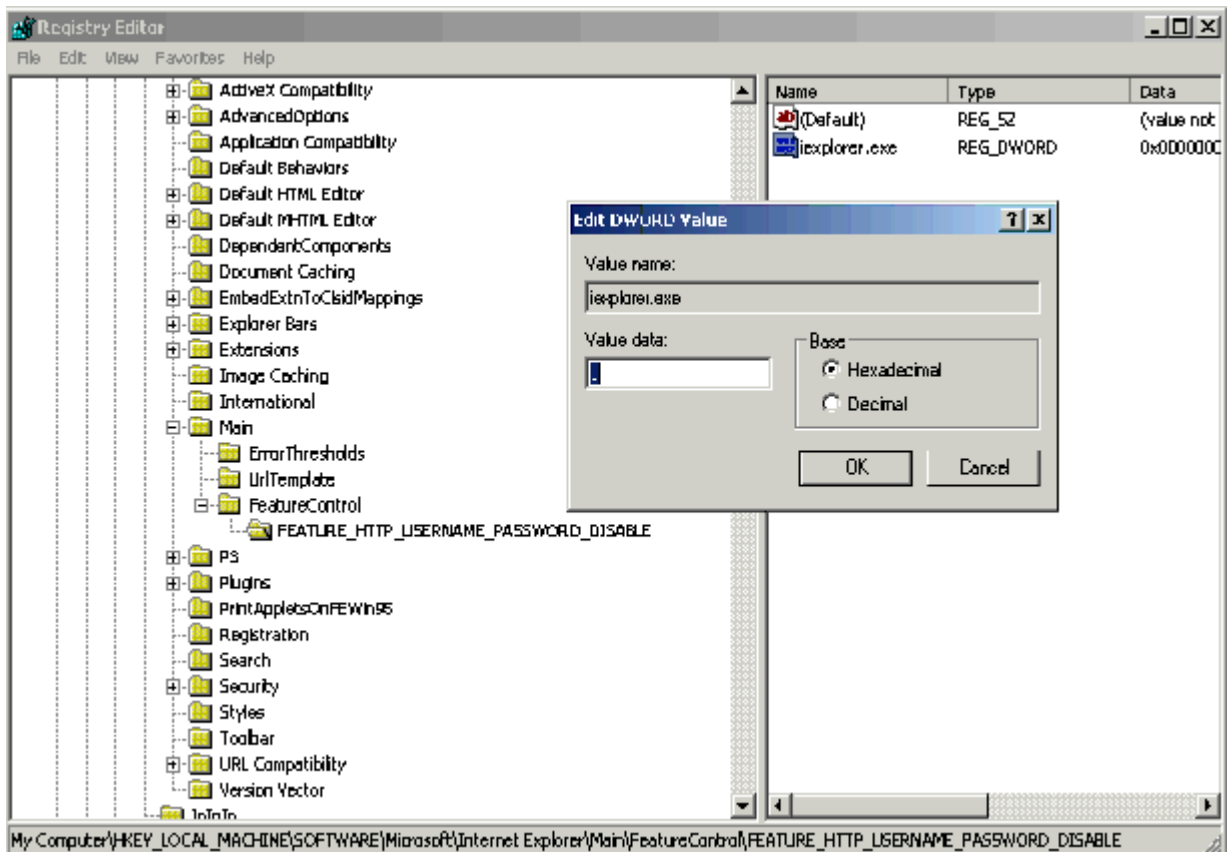 Registry Editor
File Edit View Favorites Help
ActiveX Compatibility
AdvancedOptions
Application Compatibility
Default Behaviors
Default HTML Editor
Default MHTML Editor
DependentComponents
Document Caching
EmbedExtnToClsidMappings
Explorer Bars
Extensions
Image Caching
International
Main
ErrorThresholds
UrlTemplate
FeatureControl
FEATURE_HTTP_USERNAME_PASSWORD_DISABLE
P3
Plugins
PrintAppletsOnFEWin95
Registration
Search
Security
Styles
Toolbar
URL Compatibility
Version Vector
Name Type Data
(Default) REG_SZ (value not
iexplorer.exe REG_DWORD 0x0000000
Edit DWORD Value
Value name:
iexplorer.exe
Value data:
Base
Hexadecimal
Decimal
OK Cancel
My Computer\HKEY_LOCAL_MACHINE\SOFTWARE\Microsoft\Internet Explorer\Main\FeatureControl\FEATURE_HTTP_USERNAME_PASSWORD_DISABLE